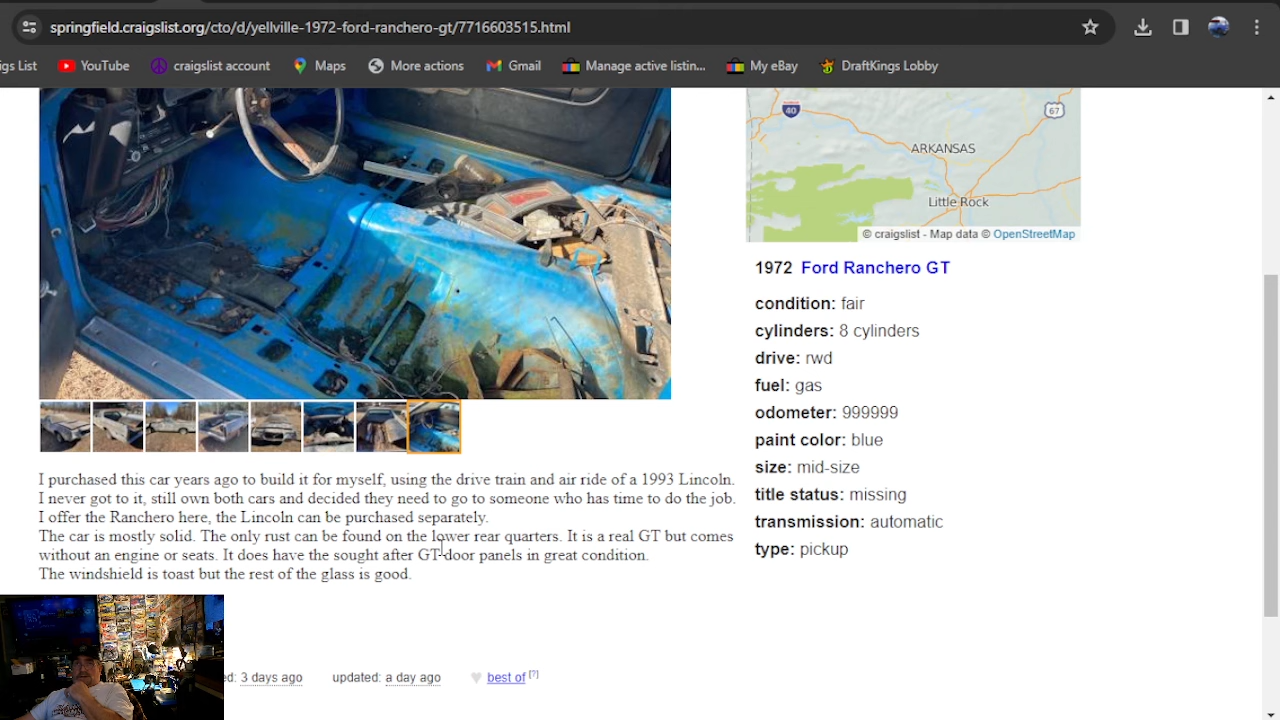 springfield.craigslist.org/cto/d/yellville-1972-ford-ranchero-gt/7716603515.html
igs List YouTube craigslist account Maps More actions Gmail Manage active listin... My eBay DraftKings Lobby
40
67
ARKANSAS
Little Rock
© craigslist - Map data © OpenStreetMap
1972 Ford Ranchero GT
condition: fair
cylinders: 8 cylinders
drive: rwd
fuel: gas
odometer: 999999
paint color: blue
size: mid-size
title status: missing
transmission: automatic
type: pickup
I purchased this car years ago to build it for myself, using the drive train and air ride of a 1993 Lincoln.
I never got to it, still own both cars and decided they need to go to someone who has time to do the job.
I offer the Ranchero here, the Lincoln can be purchased separately.
The car is mostly solid. The only rust can be found on the lower rear quarters. It is a real GT but comes
without an engine or seats. It does have the sought after GT-door panels in great condition.
The windshield is toast but the rest of the glass is good.
ed: 3 days ago updated: a day ago best of [?]